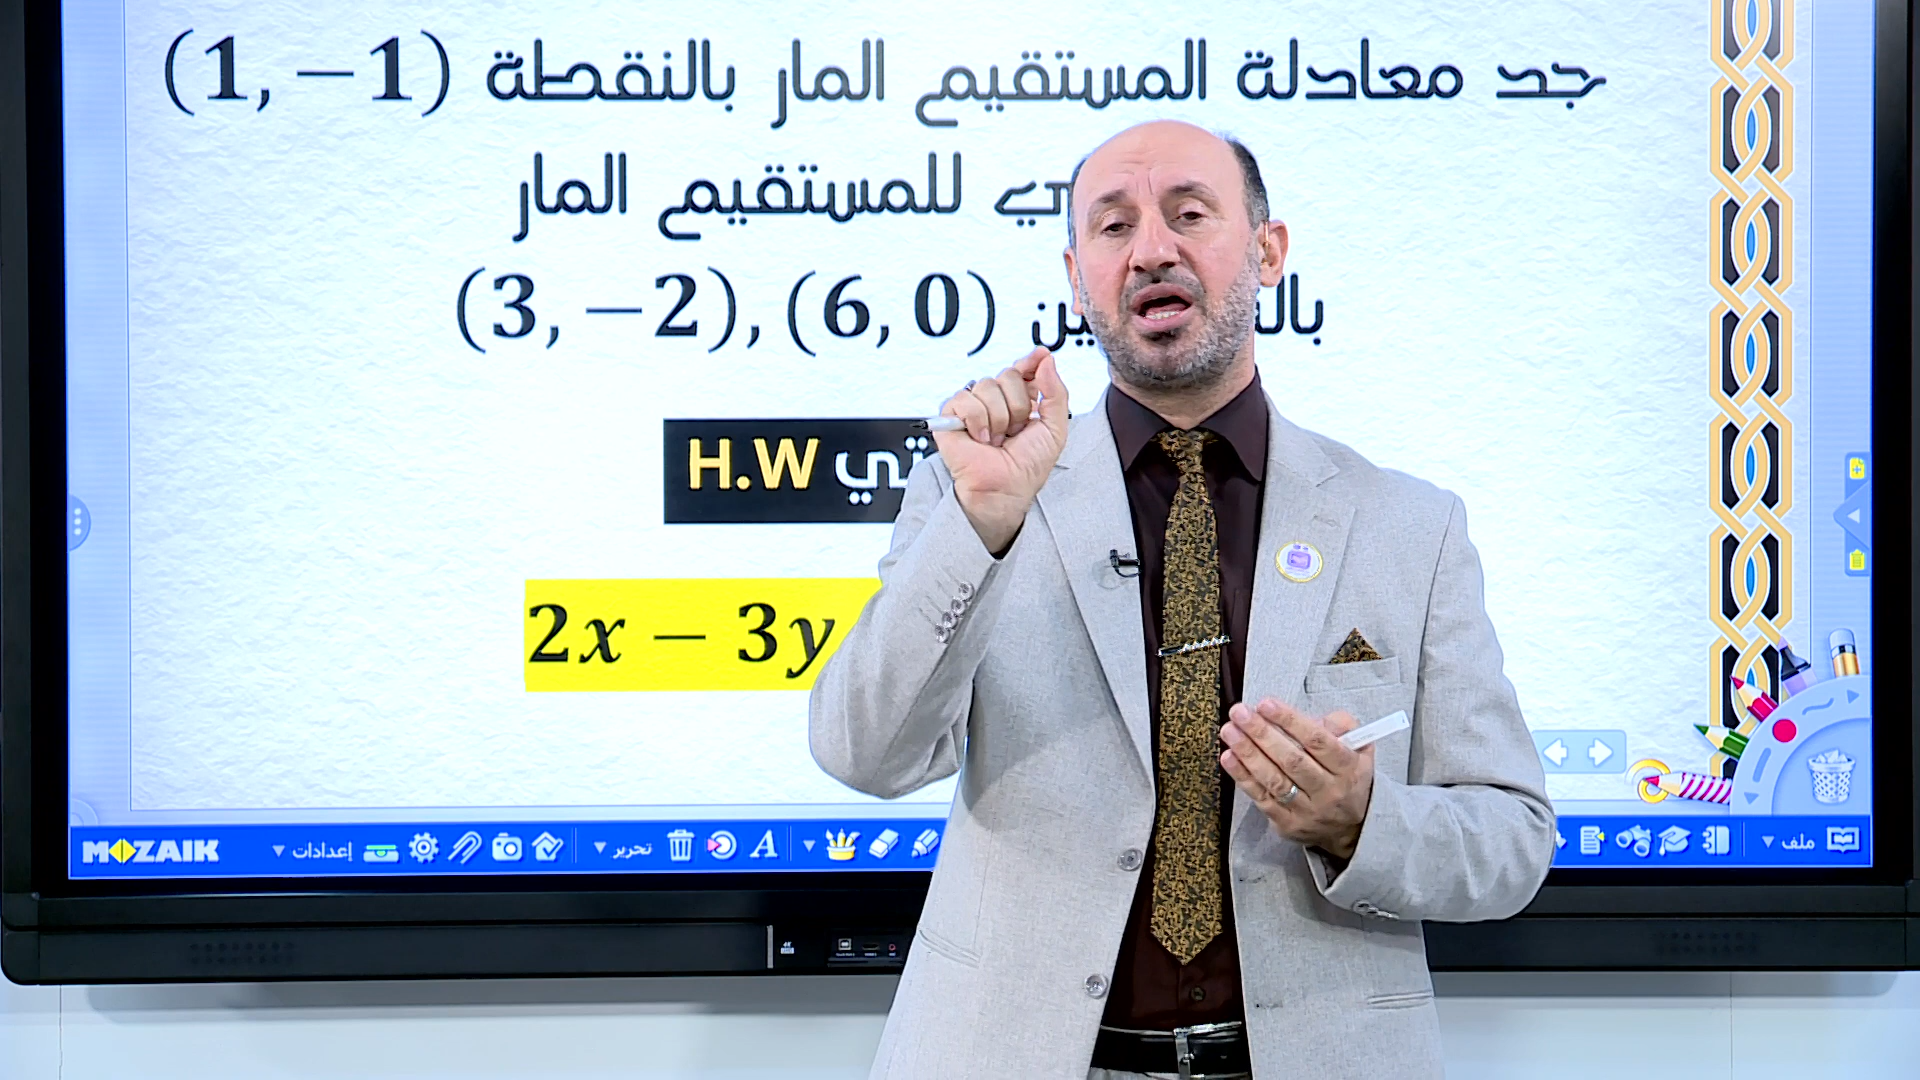 جد معادلة المستقيم المار بالنقطة (1, −1)
للمستقيم المار
(3, −2), (6, 0)
H.W
2x − 3y
MOZAIK
إعدادات
تحرير
ملف